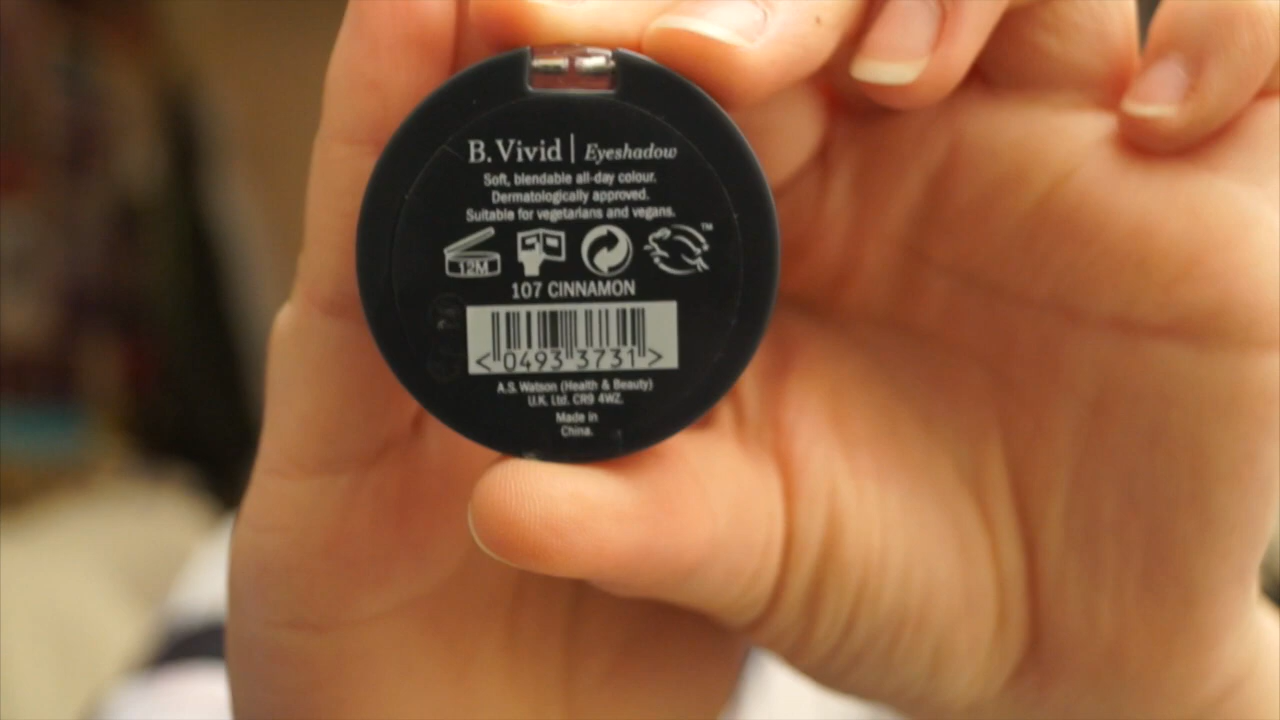 B. Vivid | Eyeshadow
Soft, blendable all-day colour.
Dermatologically approved.
Suitable for vegetarians and vegans.
12M
TM
107 CINNAMON
<0493 3731>
A.S. Watson (Health & Beauty)
U.K. Ltd. CR9 4WZ.
Made in
China.